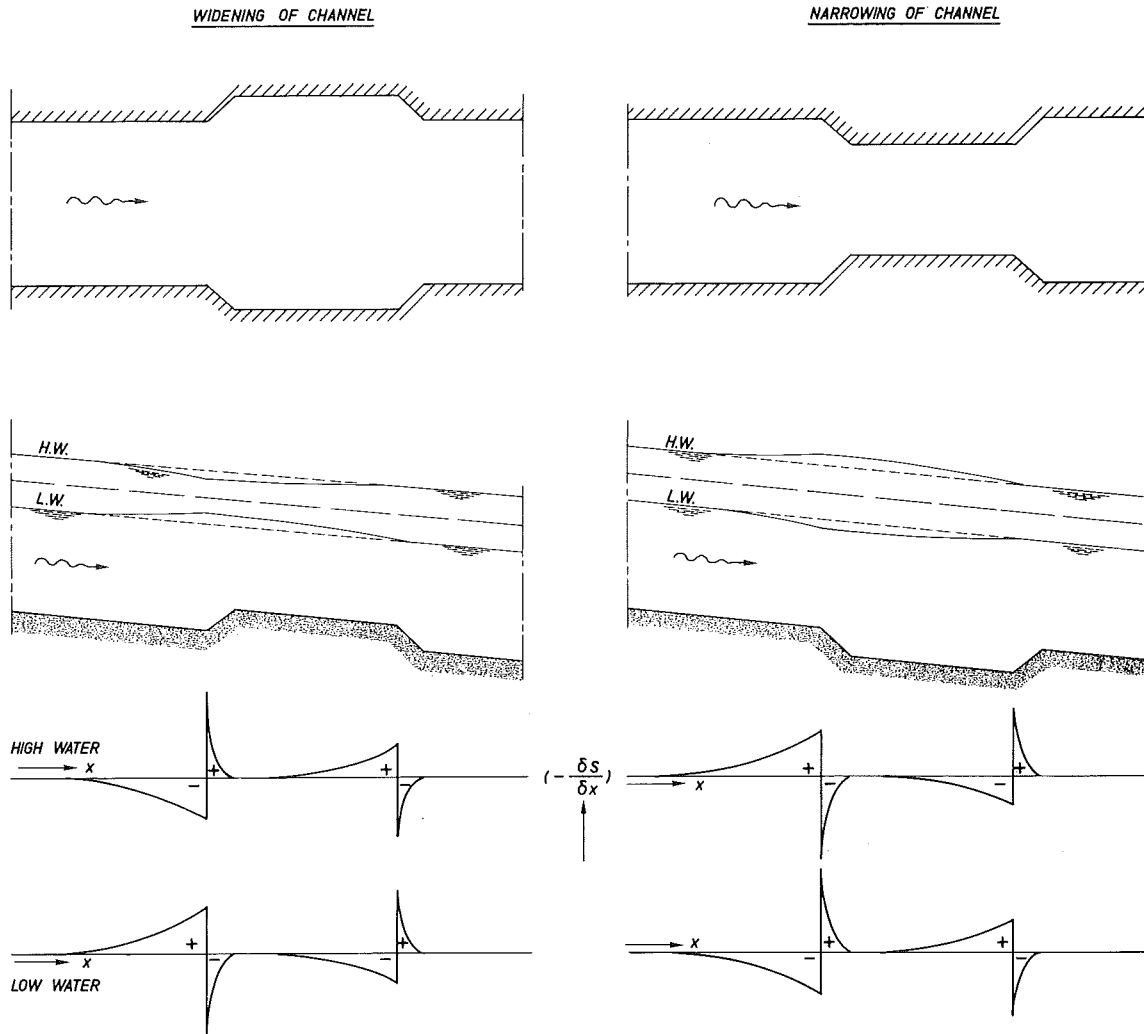 WIDENING OF CHANNEL
NARROWING OF CHANNEL
H.W.
L.W.
H.W.
L.W.
HIGH WATER
x
+
−
+
−
(− δs/δx)
x
+
−
−
+
x
LOW WATER
+
−
−
+
x
−
+
+
−